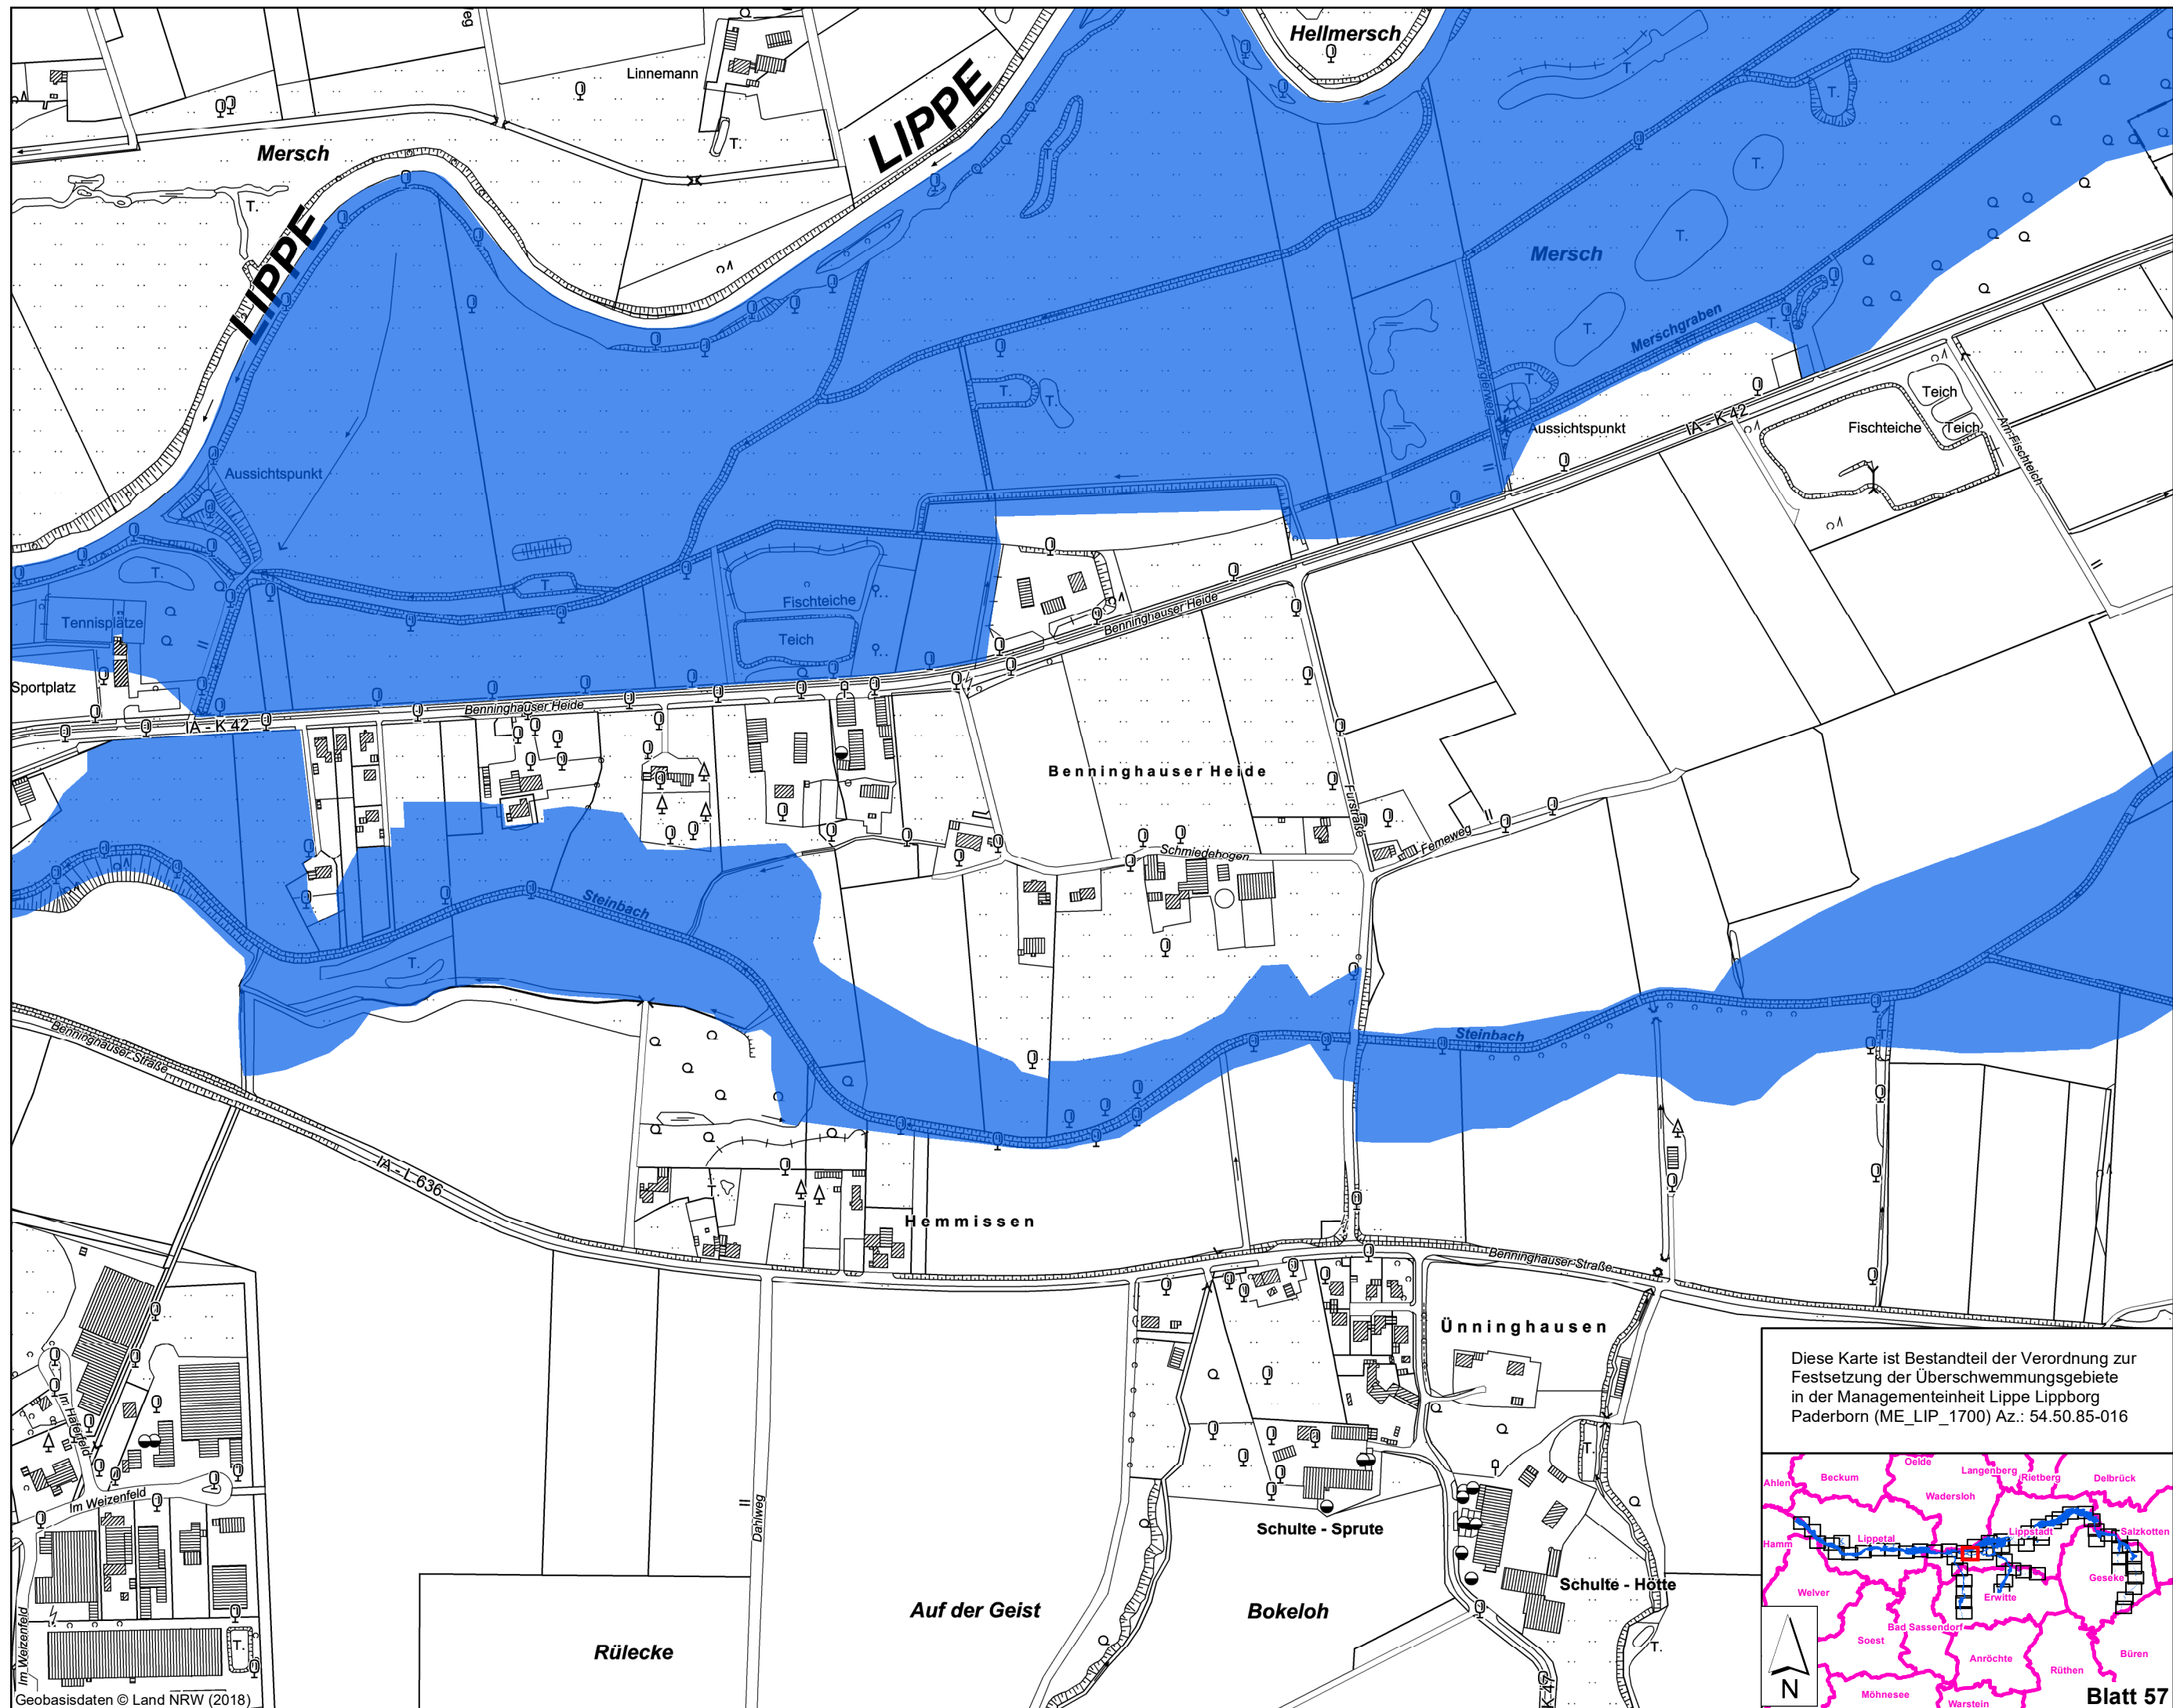 Hellmersch
Linnemann
LIPPE
T.
T.
Mersch
T.
T.
T.
T.
LIPPE
Mersch
T.
Merschgraben
T.
T.
T.
T.
T.
Teich
IA - K 42
Aussichtspunkt
Fischteiche
Teich
Am Fischteich
Anglerweg
Aussichtspunkt
T.
T.
Fischteiche
Tennisplätze
Benninghauser Heide
Teich
Sportplatz
Benninghauser Heide
IA - K 42
Benninghauser Heide
Furstraße
Femeweg
Schmiedehagen
Steinbach
T.
Steinbach
Benninghauser Straße
T.
IA - L 636
T.
Hemmissen
Benninghauser Straße
Ünninghausen
Im Haferfeld
T.
Im Weizenfeld
Dahlweg
Schulte - Sprute
Schulte - Hötte
Im Weizenfeld
Auf der Geist
Bokeloh
T.
Rülecke
T.
K 47
Geobasisdaten © Land NRW (2018)
Diese Karte ist Bestandteil der Verordnung zur
Festsetzung der Überschwemmungsgebiete
in der Managementeinheit Lippe Lippborg
Paderborn (ME_LIP_1700) Az.: 54.50.85-016
Oelde
Ahlen
Beckum
Langenberg
Rietberg
Delbrück
Wadersloh
Lippetal
Lippstadt
Salzkotten
Hamm
Welver
Geseke
Erwitte
Bad Sassendorf
Soest
Anröchte
Büren
Rüthen
Möhnesee
Warstein
N
Blatt 57